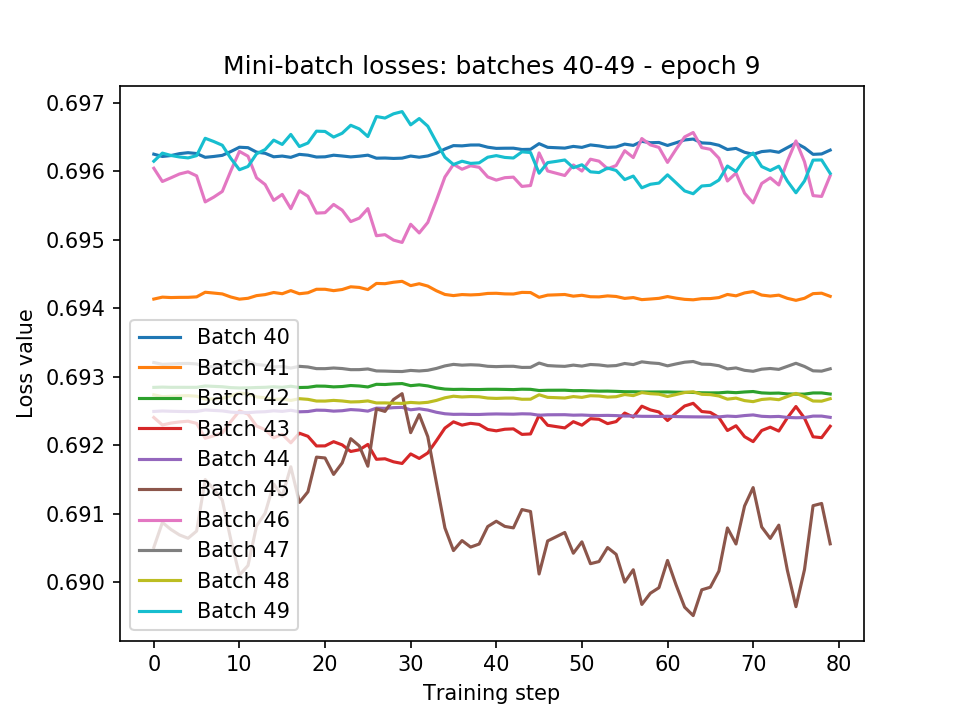 Mini-batch losses: batches 40-49 - epoch 9
0.697
0.696
0.695
0.694
0.693
0.692
0.691
0.690
Loss value
Batch 40
Batch 41
Batch 42
Batch 43
Batch 44
Batch 45
Batch 46
Batch 47
Batch 48
Batch 49
0 10 20 30 40 50 60 70 80
Training step